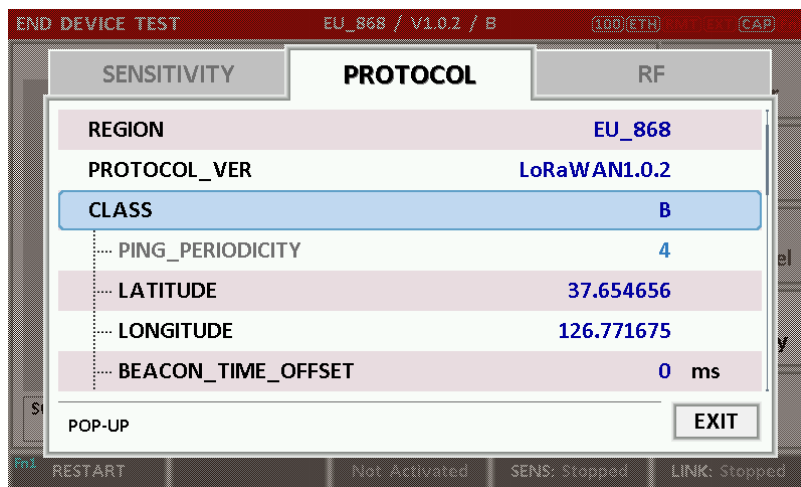 END DEVICE TEST EU_868 / V1.0.2 / B 100 ETH CAP
SENSITIVITY PROTOCOL RF
REGION EU_868
PROTOCOL_VER LoRaWAN1.0.2
CLASS B
PING_PERIODICITY 4
LATITUDE 37.654656
LONGITUDE 126.771675
BEACON_TIME_OFFSET 0 ms
POP-UP EXIT
Fn1 RESTART Not Activated SENS: Stopped LINK: Stopped